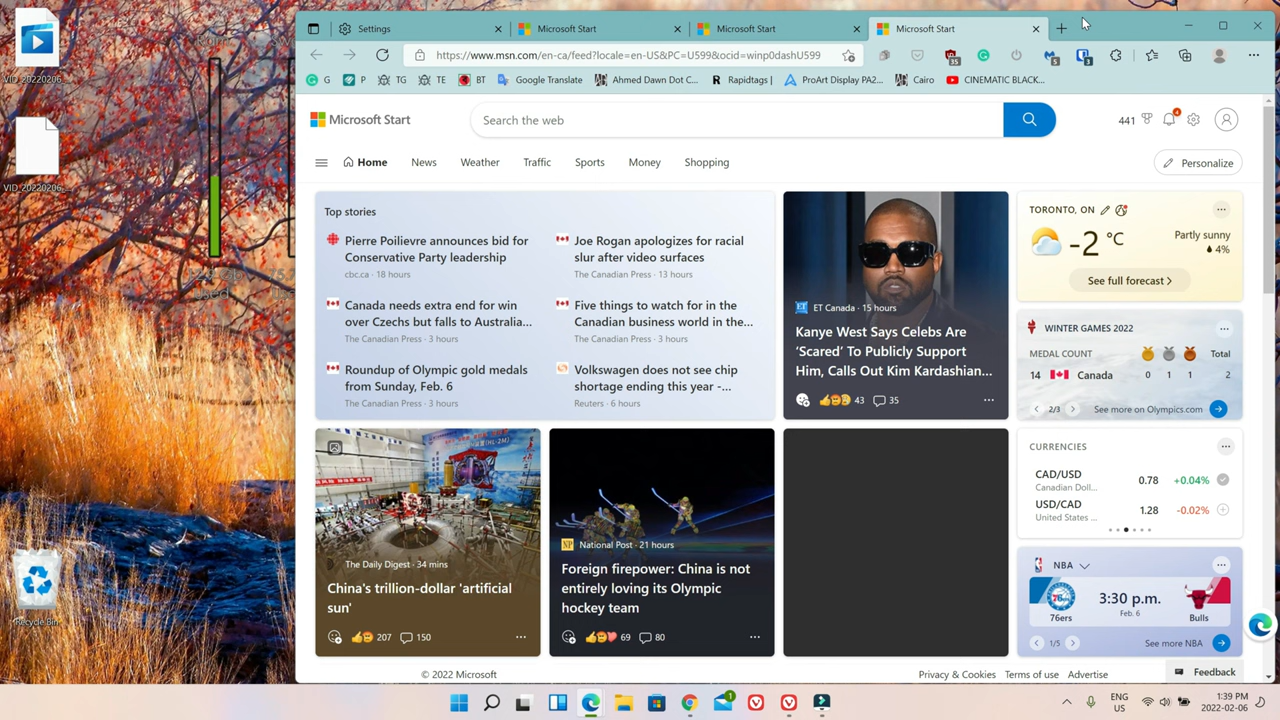 VID_20220206_...
VID_20220206_...
Used
Recycle Bin
Settings
Microsoft Start
Microsoft Start
Microsoft Start
https://www.msn.com/en-ca/feed?locale=en-US&PC=U599&ocid=winp0dashU599
35
5
3
G
P
TG
TE
BT
Google Translate
Ahmed Dawn Dot C...
Rapidtags |
ProArt Display PA2...
Cairo
CINEMATIC BLACK...
Microsoft Start
Search the web
441
4
Home
News
Weather
Traffic
Sports
Money
Shopping
Personalize
Top stories
Pierre Poilievre announces bid for
Conservative Party leadership
cbc.ca · 18 hours
Canada needs extra end for win
over Czechs but falls to Australia...
The Canadian Press · 3 hours
Roundup of Olympic gold medals
from Sunday, Feb. 6
The Canadian Press · 3 hours
Joe Rogan apologizes for racial
slur after video surfaces
The Canadian Press · 13 hours
Five things to watch for in the
Canadian business world in the...
The Canadian Press · 3 hours
Volkswagen does not see chip
shortage ending this year -...
Reuters · 6 hours
ET Canada · 15 hours
Kanye West Says Celebs Are
‘Scared’ To Publicly Support
Him, Calls Out Kim Kardashian...
43
35
TORONTO, ON
-2 °C
Partly sunny
4%
See full forecast
WINTER GAMES 2022
MEDAL COUNT
Total
14 Canada 0 1 1 2
2/3
See more on Olympics.com
The Daily Digest · 34 mins
China's trillion-dollar 'artificial
sun'
207
150
NP National Post · 21 hours
Foreign firepower: China is not
entirely loving its Olympic
hockey team
69
80
CURRENCIES
CAD/USD
Canadian Doll...
0.78 +0.04%
USD/CAD
United States ...
1.28 -0.02%
NBA
76ers
3:30 p.m.
Feb. 6
Bulls
1/5
See more NBA
© 2022 Microsoft
Privacy & Cookies
Terms of use
Advertise
Feedback
1
ENG
US
1:39 PM
2022-02-06